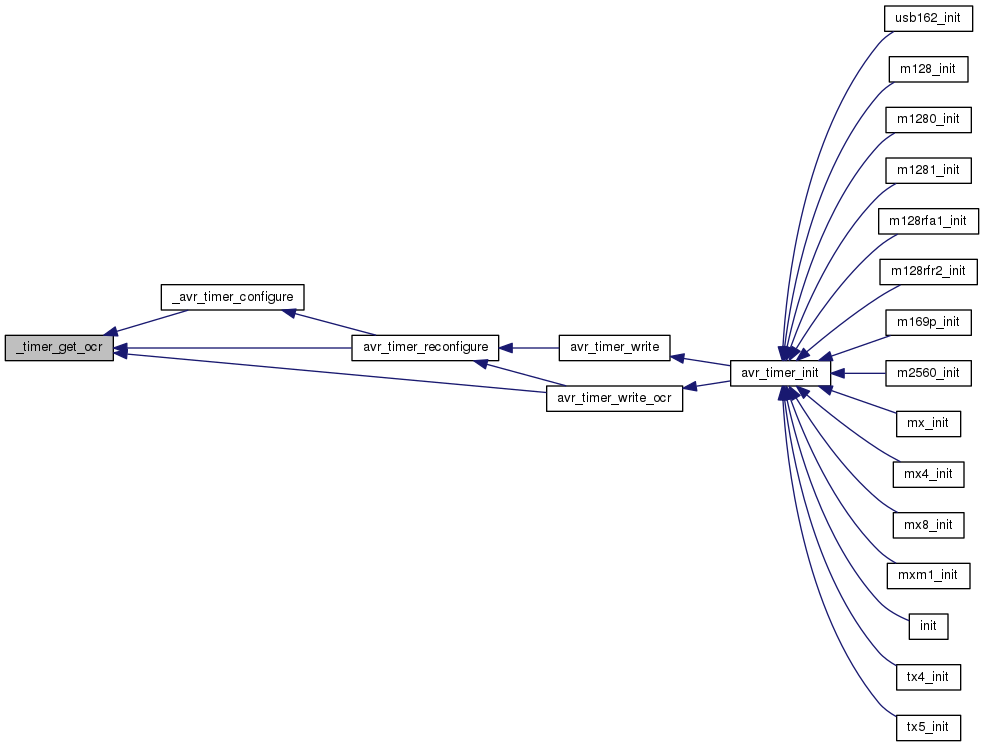 _timer_get_ocr
_avr_timer_configure
avr_timer_reconfigure
avr_timer_write
avr_timer_write_ocr
avr_timer_init
usb162_init
m128_init
m1280_init
m1281_init
m128rfa1_init
m128rfr2_init
m169p_init
m2560_init
mx_init
mx4_init
mx8_init
mxm1_init
init
tx4_init
tx5_init